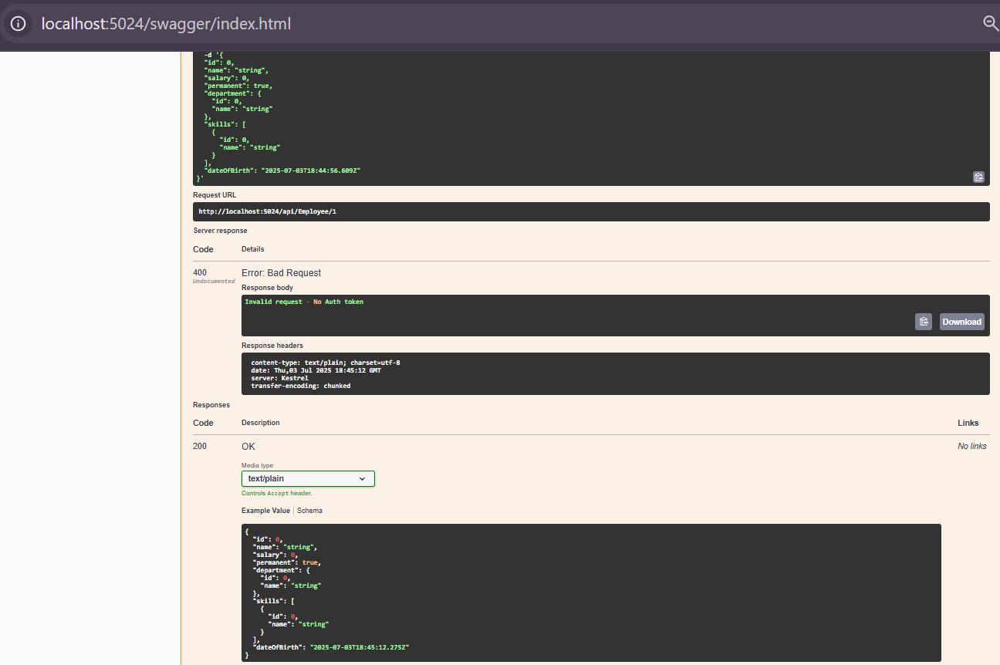 localhost:5024/swagger/index.html
-d '{
"id": 0,
"name": "string",
"salary": 0,
"permanent": true,
"department": {
"id": 0,
"name": "string"
},
"skills": [
{
"id": 0,
"name": "string"
}
],
"dateOfBirth": "2025-07-03T18:44:56.609Z"
}'
Request URL
http://localhost:5024/api/Employee/1
Server response
Code Details
400 Error: Bad Request
Undocumented
Response body
Invalid request - No Auth token
Download
Response headers
content-type: text/plain; charset=utf-8
date: Thu,03 Jul 2025 18:45:12 GMT
server: Kestrel
transfer-encoding: chunked
Responses
Code Description Links
200 OK No links
Media type
text/plain
Controls Accept header.
Example Value | Schema
{
"id": 0,
"name": "string",
"salary": 0,
"permanent": true,
"department": {
"id": 0,
"name": "string"
},
"skills": [
{
"id": 0,
"name": "string"
}
],
"dateOfBirth": "2025-07-03T18:45:12.275Z"
}